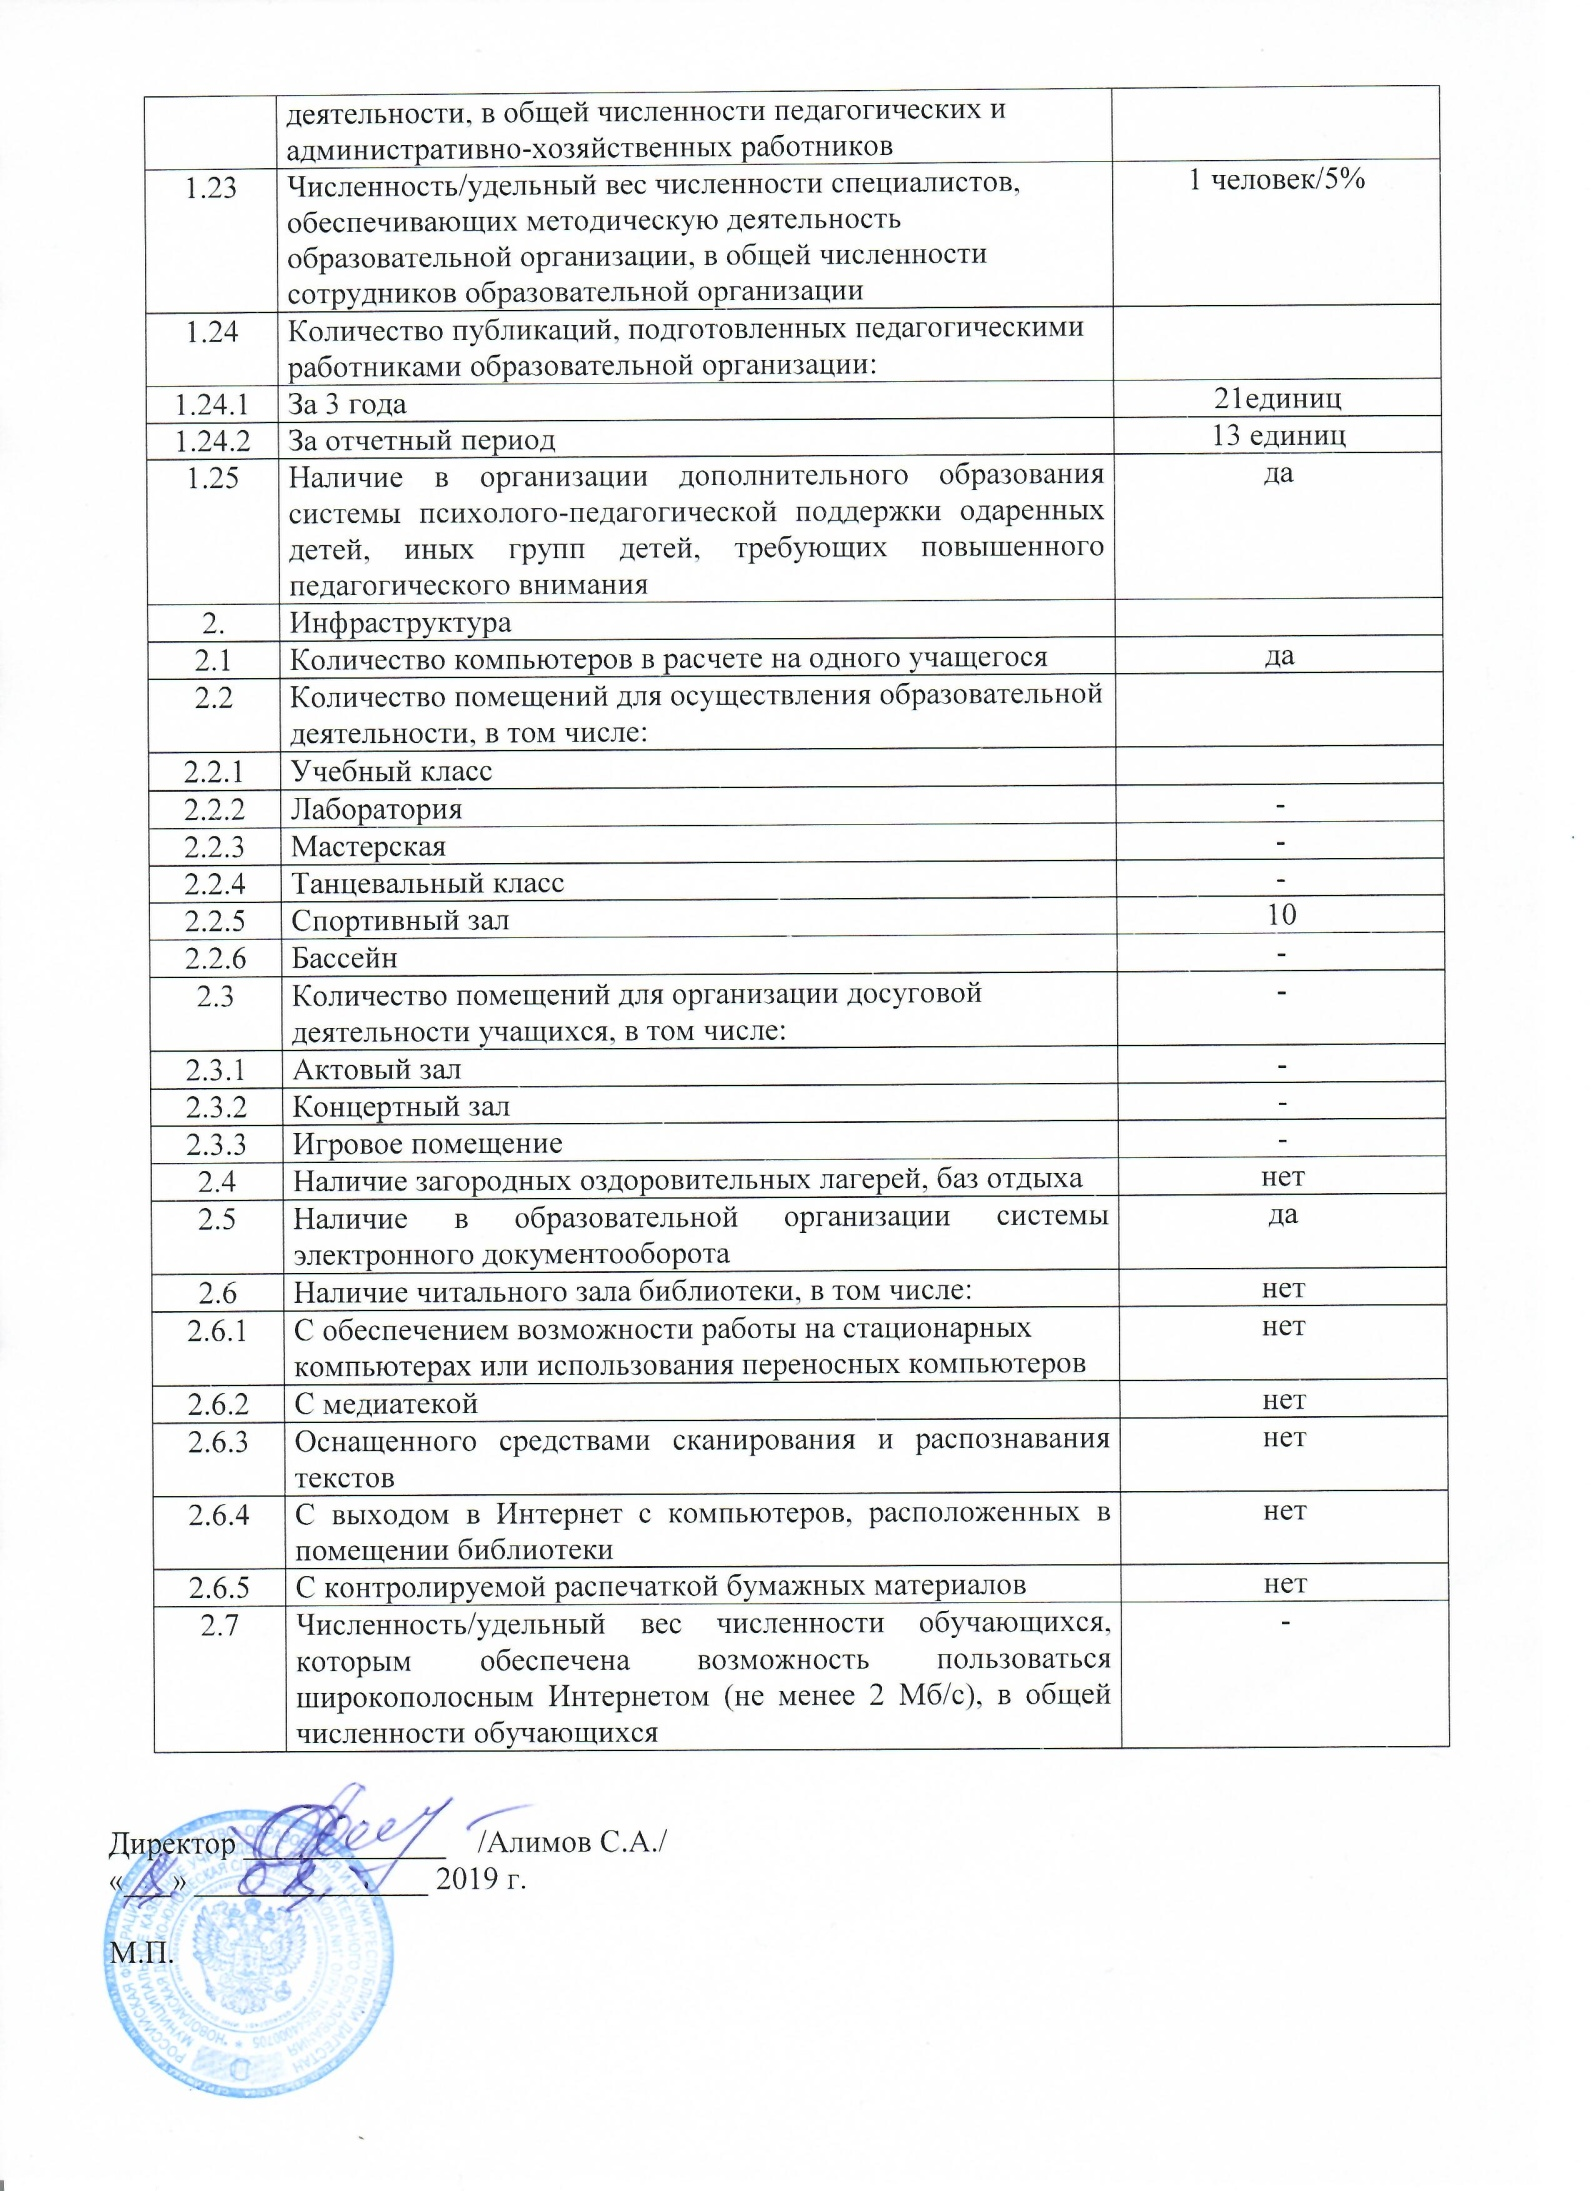 деятельности, в общей численности педагогических и
административно-хозяйственных работников
1.23 Численность/удельный вес численности специалистов, 1 человек/5%
обеспечивающих методическую деятельность
образовательной организации, в общей численности
сотрудников образовательной организации
1.24 Количество публикаций, подготовленных педагогическими
работниками образовательной организации:
1.24.1 За 3 года 21единиц
1.24.2 За отчетный период 13 единиц
1.25 Наличие в организации дополнительного образования да
системы психолого-педагогической поддержки одаренных
детей, иных групп детей, требующих повышенного
педагогического внимания
2. Инфраструктура
2.1 Количество компьютеров в расчете на одного учащегося да
2.2 Количество помещений для осуществления образовательной
деятельности, в том числе:
2.2.1 Учебный класс
2.2.2 Лаборатория -
2.2.3 Мастерская -
2.2.4 Танцевальный класс -
2.2.5 Спортивный зал 10
2.2.6 Бассейн -
2.3 Количество помещений для организации досуговой -
деятельности учащихся, в том числе:
2.3.1 Актовый зал -
2.3.2 Концертный зал -
2.3.3 Игровое помещение -
2.4 Наличие загородных оздоровительных лагерей, баз отдыха нет
2.5 Наличие в образовательной организации системы да
электронного документооборота
2.6 Наличие читального зала библиотеки, в том числе: нет
2.6.1 С обеспечением возможности работы на стационарных нет
компьютерах или использования переносных компьютеров
2.6.2 С медиатекой нет
2.6.3 Оснащенного средствами сканирования и распознавания нет
текстов
2.6.4 С выходом в Интернет с компьютеров, расположенных в нет
помещении библиотеки
2.6.5 С контролируемой распечаткой бумажных материалов нет
2.7 Численность/удельный вес численности обучающихся, -
которым обеспечена возможность пользоваться
широкополосным Интернетом (не менее 2 Мб/с), в общей
численности обучающихся
Директор ______________ /Алимов С.А./
«___» ________________ 2019 г.
М.П.